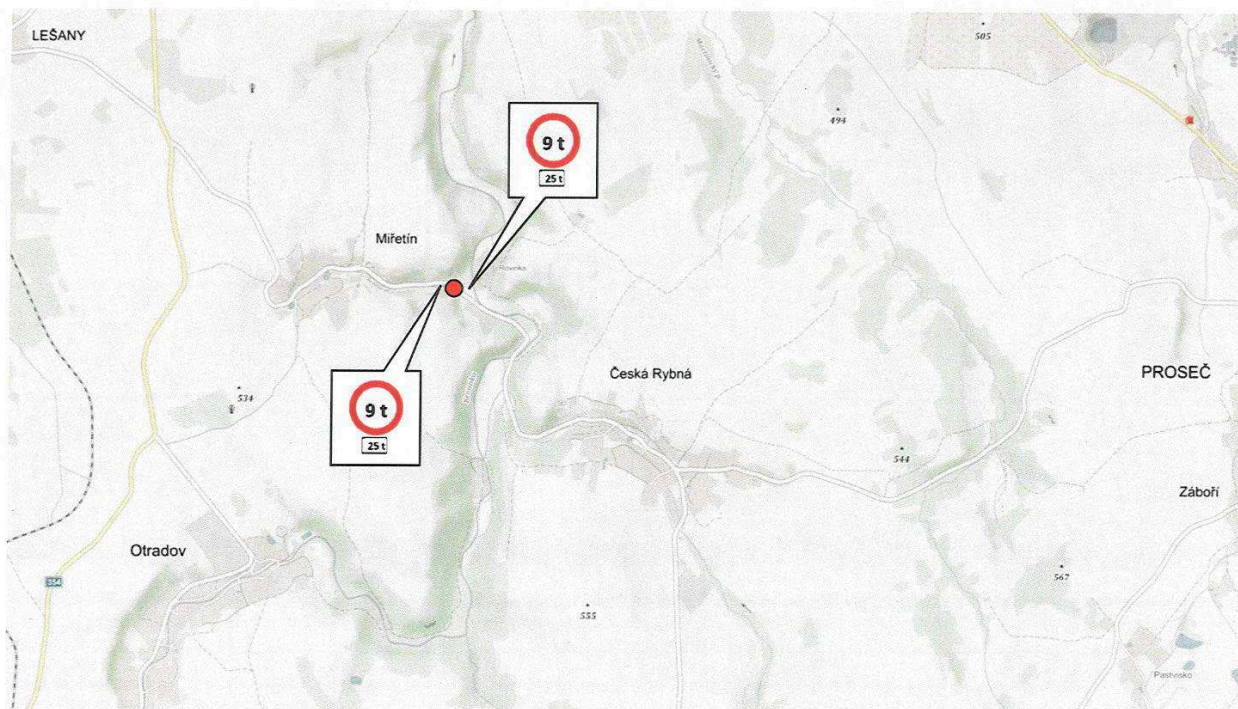 LEŠANY
505
494
9 t
25 t
Miřetín
Rovinka
Česká Rybná
PROSEČ
534
9 t
25 t
544
Záboří
Otradov
354
567
555
Pastvisko